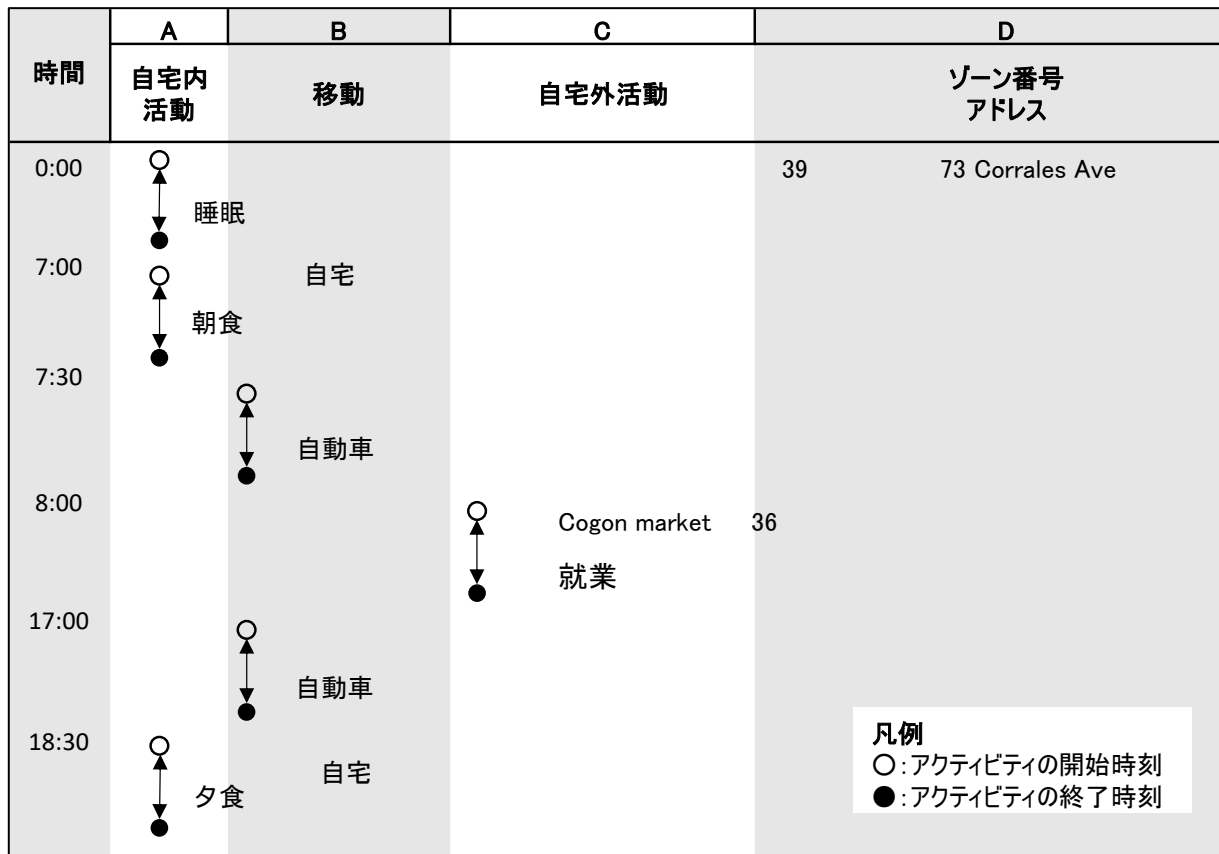 A
B
C
D
時間
自宅内
活動
移動
自宅外活動
ゾーン番号
アドレス
0:00
39
73 Corrales Ave
睡眠
7:00
自宅
朝食
7:30
自動車
8:00
Cogon market
36
就業
17:00
自動車
18:30
自宅
夕食
凡例
○:アクティビティの開始時刻
●:アクティビティの終了時刻